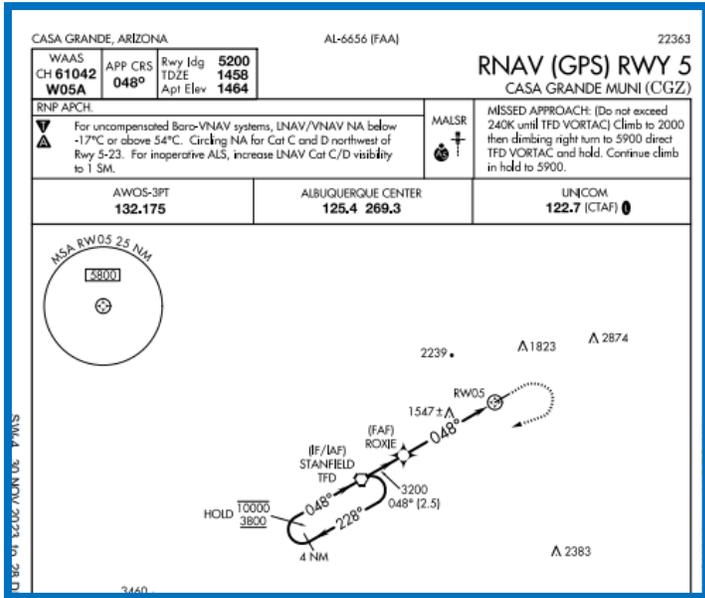 CASA GRANDE, ARIZONA
AL-6656 (FAA)
22363
WAAS
CH 61042
W05A
APP CRS
048°
Rwy ldg 5200
TDZE 1458
Apt Elev 1464
RNAV (GPS) RWY 5
CASA GRANDE MUNI (CGZ)
RNP APCH.
T
A
For uncompensated Baro-VNAV systems, LNAV/VNAV NA below
-17°C or above 54°C. Circling NA for Cat C and D northwest of
Rwy 5-23. For inoperative ALS, increase LNAV Cat C/D visibility
to 1 SM.
MALSR
MISSED APPROACH: (Do not exceed
240K until TFD VORTAC) Climb to 2000
then climbing right turn to 5900 direct
TFD VORTAC and hold. Continue climb
in hold to 5900.
AWOS-3PT
132.175
ALBUQUERQUE CENTER
125.4 269.3
UNICOM
122.7 (CTAF) L
MSA RW05 25 NM
5800
2239
1823
2874
RW05
1547±
(FAF)
ROXIE
048°
(IF/IAF)
STANFIELD
TFD
3200
048° (2.5)
HOLD 10000
3800
048°
228°
4 NM
2383
3460